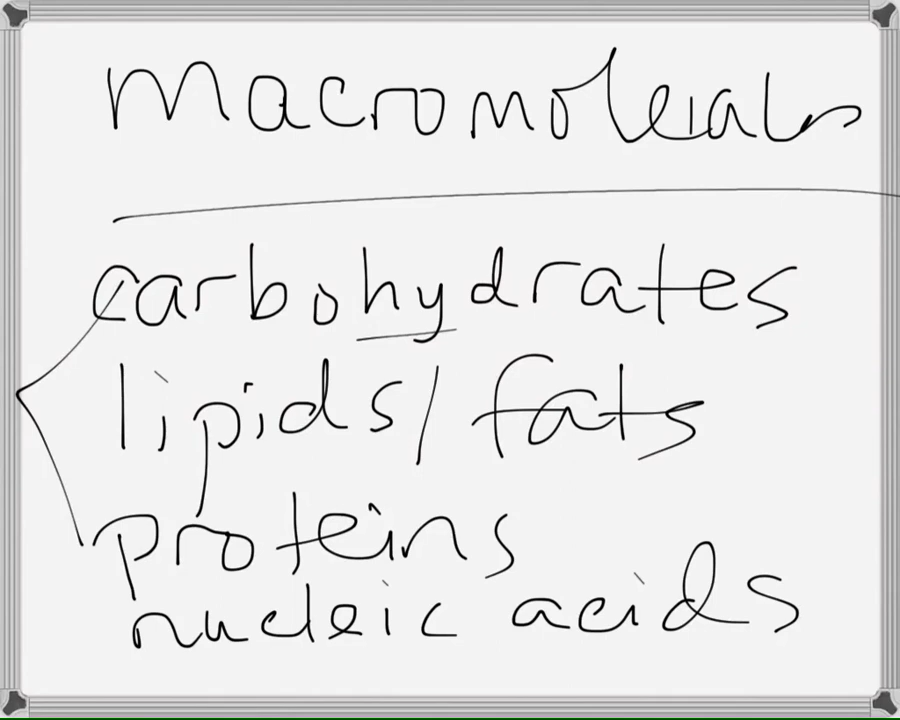 Macromolecules
carbohydrates
lipids/fats
proteins
nucleic acids